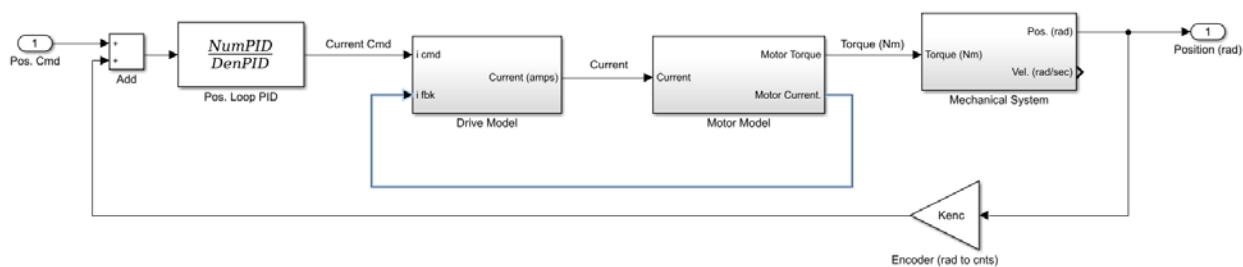 1
Pos. Cmd
+
+
Add
NumPID
DenPID
Pos. Loop PID
Current Cmd
i cmd
Current (amps)
i fbk
Drive Model
Current
Current
Motor Torque
Motor Current.
Motor Model
Torque (Nm)
Torque (Nm)
Pos. (rad)
Vel. (rad/sec)
Mechanical System
1
Position (rad)
Kenc
Encoder (rad to cnts)